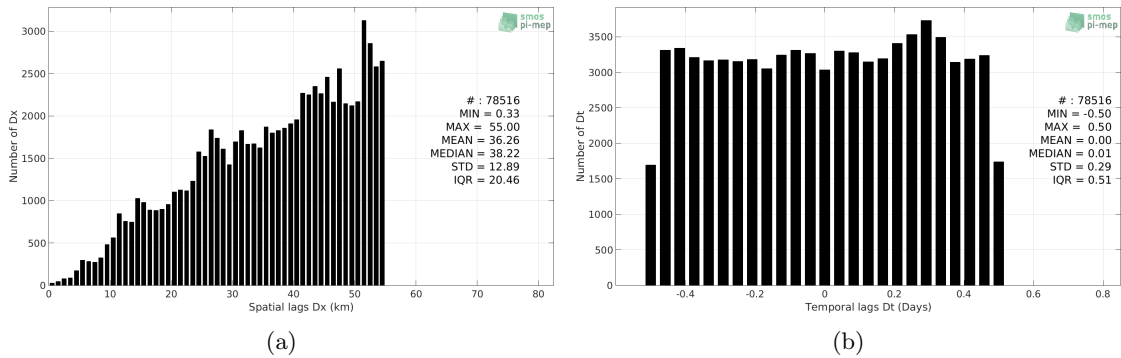 smos
pi-mep
3000
2500
2000
1500
1000
500
0
Number of Dx
# : 78516
MIN = 0.33
MAX = 55.00
MEAN = 36.26
MEDIAN = 38.22
STD = 12.89
IQR = 20.46
0 10 20 30 40 50 60 70 80
Spatial lags Dx (km)
(a)
smos
pi-mep
3500
3000
2500
2000
1500
1000
500
0
Number of Dt
# : 78516
MIN = -0.50
MAX = 0.50
MEAN = 0.00
MEDIAN = 0.01
STD = 0.29
IQR = 0.51
-0.4 -0.2 0 0.2 0.4 0.6 0.8
Temporal lags Dt (Days)
(b)